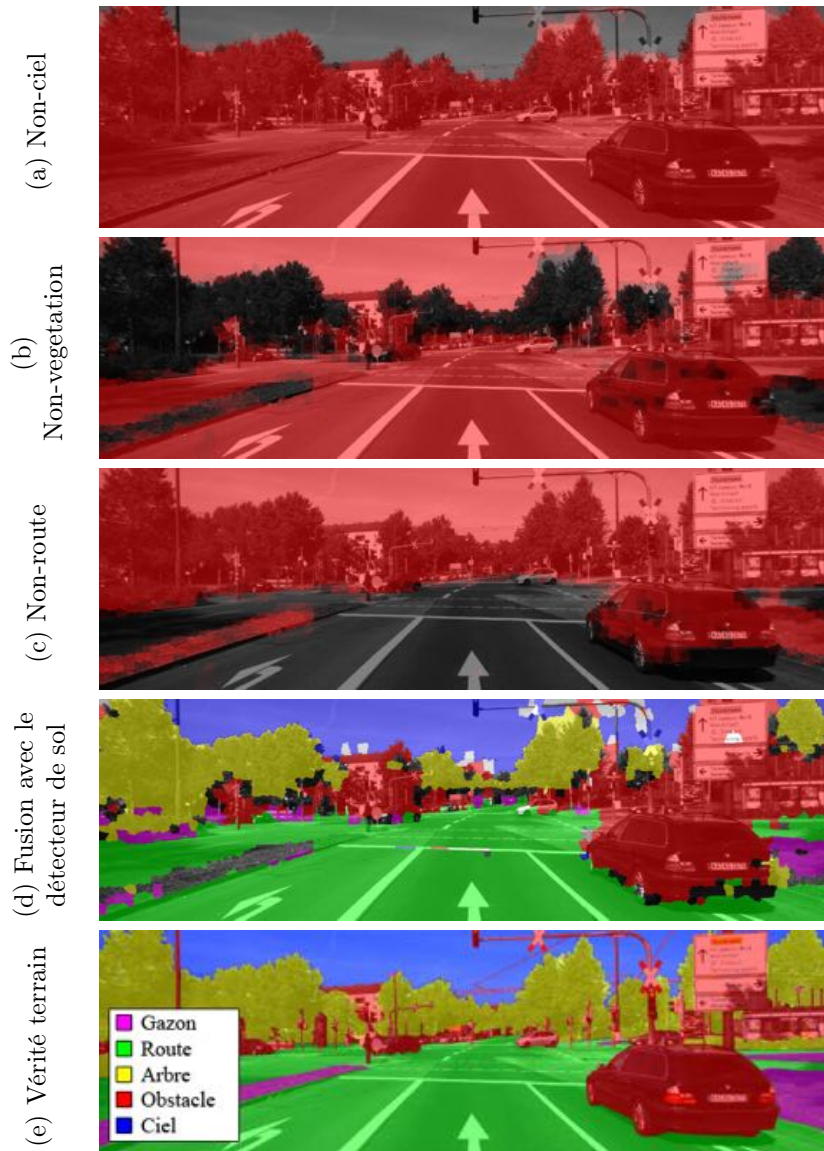 (a) Non-ciel
(b)
Non-vegetation
(c) Non-route
(d) Fusion avec le
détecteur de sol
(e) Vérité terrain
Gazon
Route
Arbre
Obstacle
Ciel